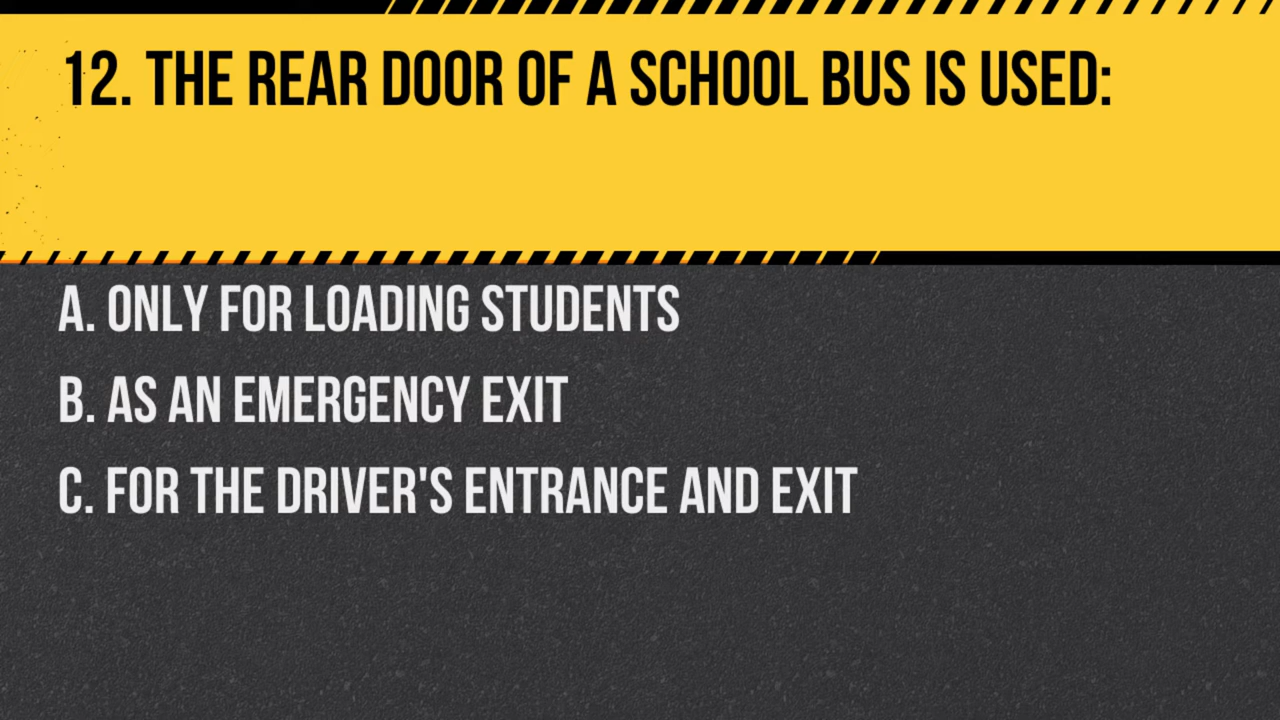 12. THE REAR DOOR OF A SCHOOL BUS IS USED:
A. ONLY FOR LOADING STUDENTS
B. AS AN EMERGENCY EXIT
C. FOR THE DRIVER'S ENTRANCE AND EXIT